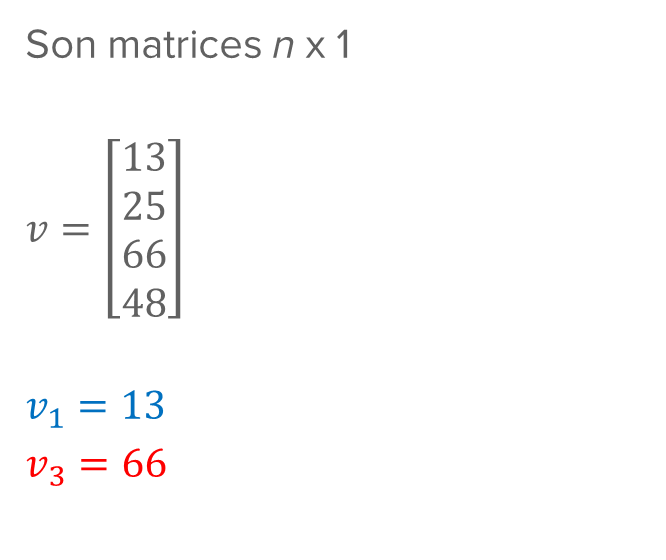 Son matrices n x 1
v = [13
25
66
48]
v₁ = 13
v₃ = 66